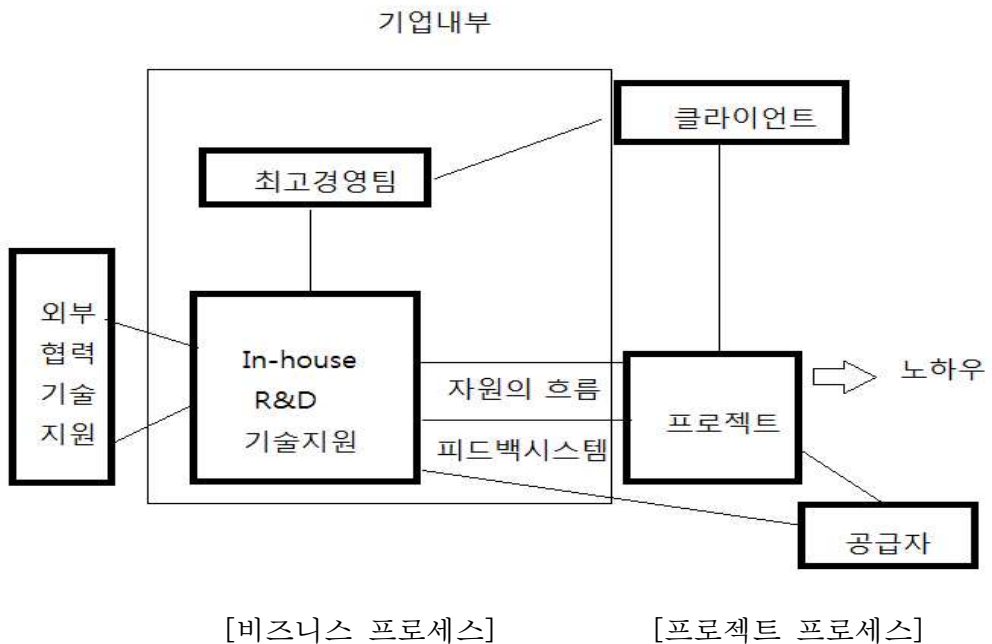 기업내부
클라이언트
최고경영팀
외부
협력
기술
지원
In-house
R&D
기술지원
자원의 흐름
피드백시스템
프로젝트
노하우
공급자
[비즈니스 프로세스]
[프로젝트 프로세스]